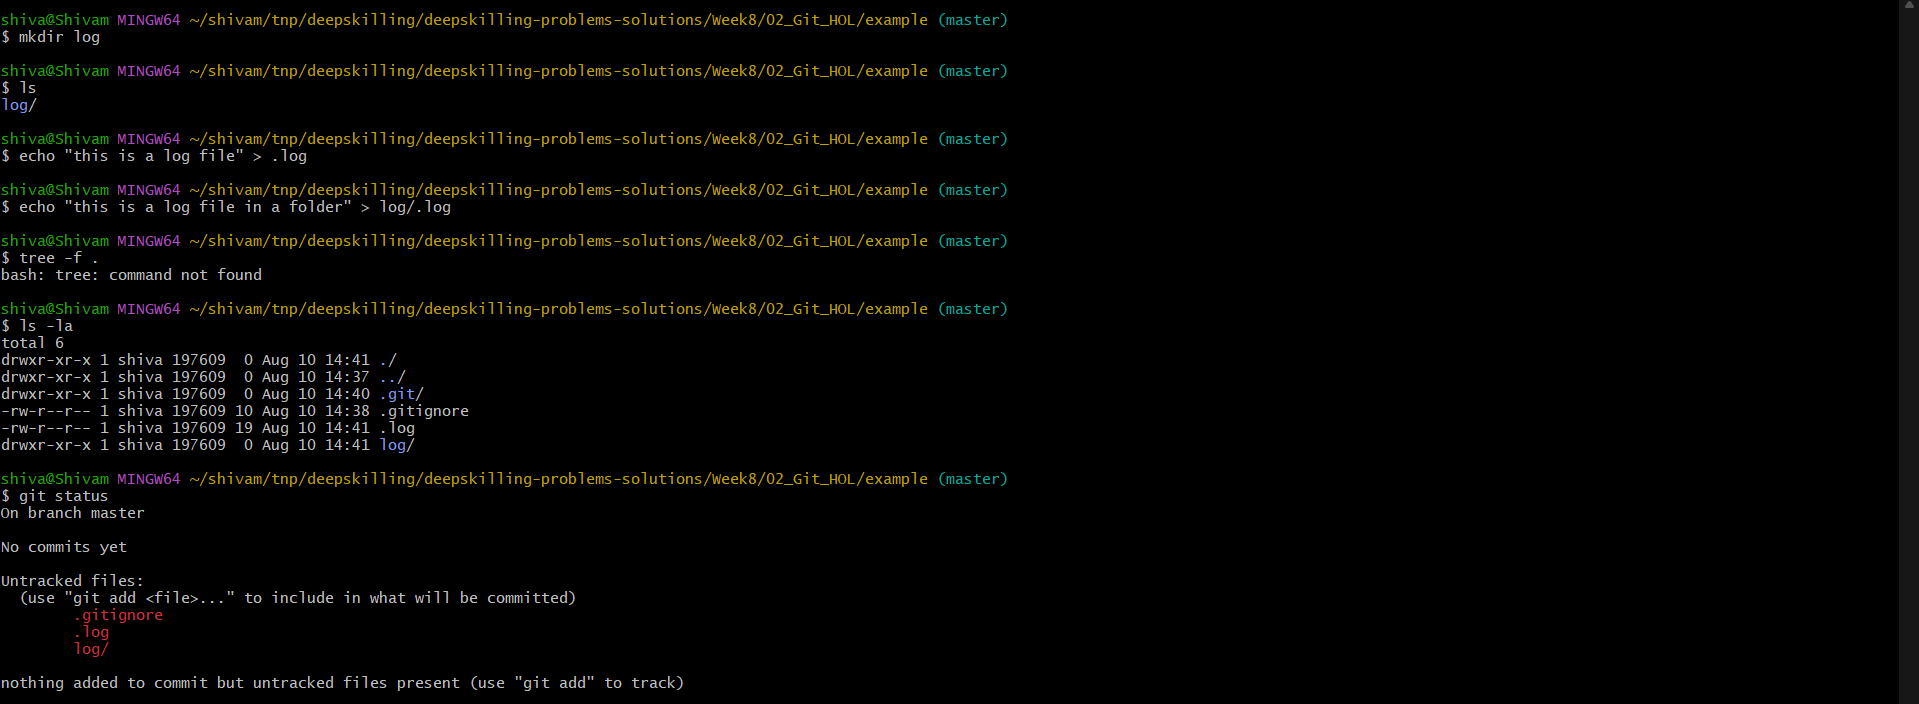 shiva@Shivam MINGW64 ~/shivam/tnp/deepskilling/deepskilling-problems-solutions/Week8/02_Git_HOL/example (master)
$ mkdir log
shiva@Shivam MINGW64 ~/shivam/tnp/deepskilling/deepskilling-problems-solutions/Week8/02_Git_HOL/example (master)
$ ls
log/
shiva@Shivam MINGW64 ~/shivam/tnp/deepskilling/deepskilling-problems-solutions/Week8/02_Git_HOL/example (master)
$ echo "this is a log file" > .log
shiva@Shivam MINGW64 ~/shivam/tnp/deepskilling/deepskilling-problems-solutions/Week8/02_Git_HOL/example (master)
$ echo "this is a log file in a folder" > log/.log
shiva@Shivam MINGW64 ~/shivam/tnp/deepskilling/deepskilling-problems-solutions/Week8/02_Git_HOL/example (master)
$ tree -f .
bash: tree: command not found
shiva@Shivam MINGW64 ~/shivam/tnp/deepskilling/deepskilling-problems-solutions/Week8/02_Git_HOL/example (master)
$ ls -la
total 6
drwxr-xr-x 1 shiva 197609  0 Aug 10 14:41 ./
drwxr-xr-x 1 shiva 197609  0 Aug 10 14:37 ../
drwxr-xr-x 1 shiva 197609  0 Aug 10 14:40 .git/
-rw-r--r-- 1 shiva 197609 10 Aug 10 14:38 .gitignore
-rw-r--r-- 1 shiva 197609 19 Aug 10 14:41 .log
drwxr-xr-x 1 shiva 197609  0 Aug 10 14:41 log/
shiva@Shivam MINGW64 ~/shivam/tnp/deepskilling/deepskilling-problems-solutions/Week8/02_Git_HOL/example (master)
$ git status
On branch master
No commits yet
Untracked files:
  (use "git add <file>..." to include in what will be committed)
        .gitignore
        .log
        log/
nothing added to commit but untracked files present (use "git add" to track)